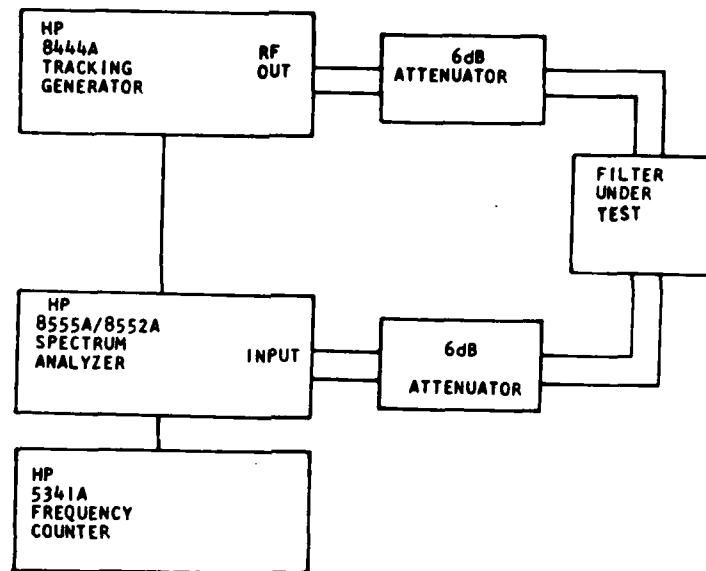 HP
8444A
TRACKING
GENERATOR
RF
OUT
6dB
ATTENUATOR
FILTER
UNDER
TEST
HP
8555A/8552A
SPECTRUM
ANALYZER
INPUT
6dB
ATTENUATOR
HP
5341A
FREQUENCY
COUNTER